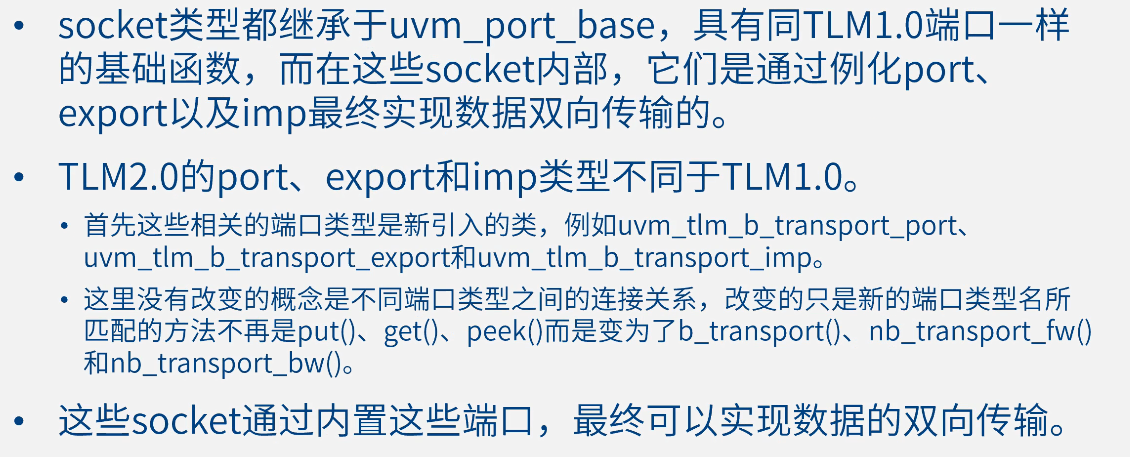 • socket类型都继承于uvm_port_base，具有同TLM1.0端口一样
的基础函数，而在这些socket内部，它们是通过例化port、
export以及imp最终实现数据双向传输的。
• TLM2.0的port、export和imp类型不同于TLM1.0。
• 首先这些相关的端口类型是新引入的类，例如uvm_tlm_b_transport_port、
uvm_tlm_b_transport_export和uvm_tlm_b_transport_imp。
• 这里没有改变的概念是不同端口类型之间的连接关系，改变的只是新的端口类型名所
匹配的方法不再是put()、get()、peek()而是变为了b_transport()、nb_transport_fw()
和nb_transport_bw()。
• 这些socket通过内置这些端口，最终可以实现数据的双向传输。